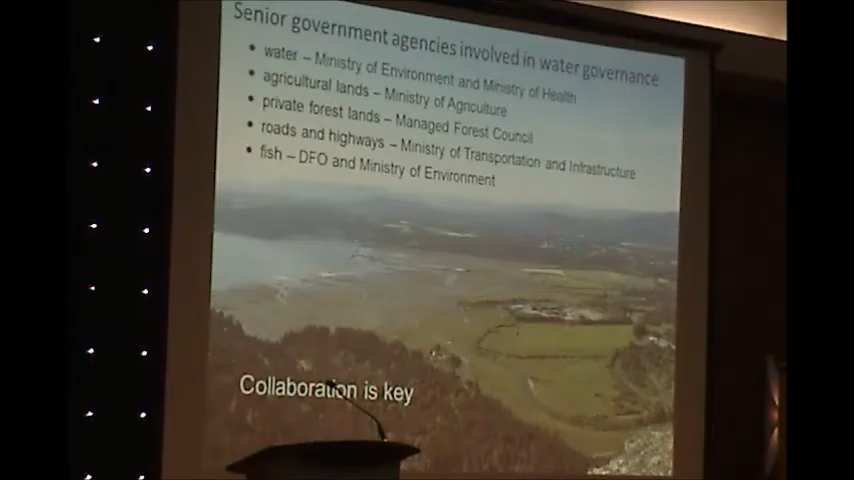 Senior government agencies involved in water governance
• water – Ministry of Environment and Ministry of Health
• agricultural lands – Ministry of Agriculture
• private forest lands – Managed Forest Council
• roads and highways – Ministry of Transportation and Infrastructure
• fish – DFO and Ministry of Environment
Collaboration is key